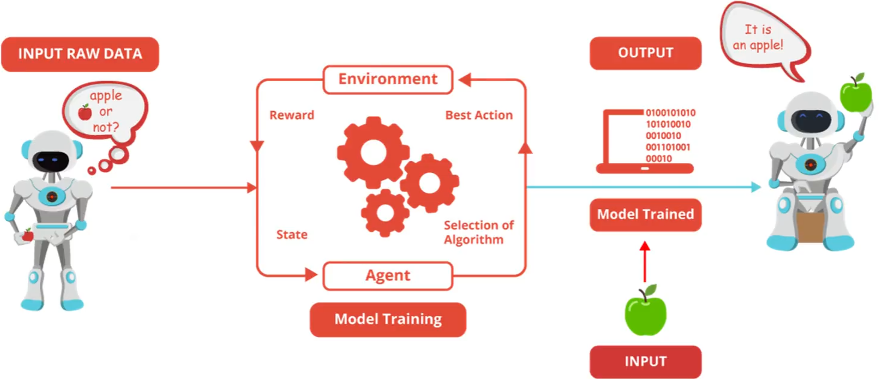 INPUT RAW DATA
apple
or
not?
Environment
Reward
Best Action
State
Selection of
Algorithm
Agent
Model Training
OUTPUT
0100101010
101010010
0010010
001101001
00010
Model Trained
INPUT
It is
an apple!